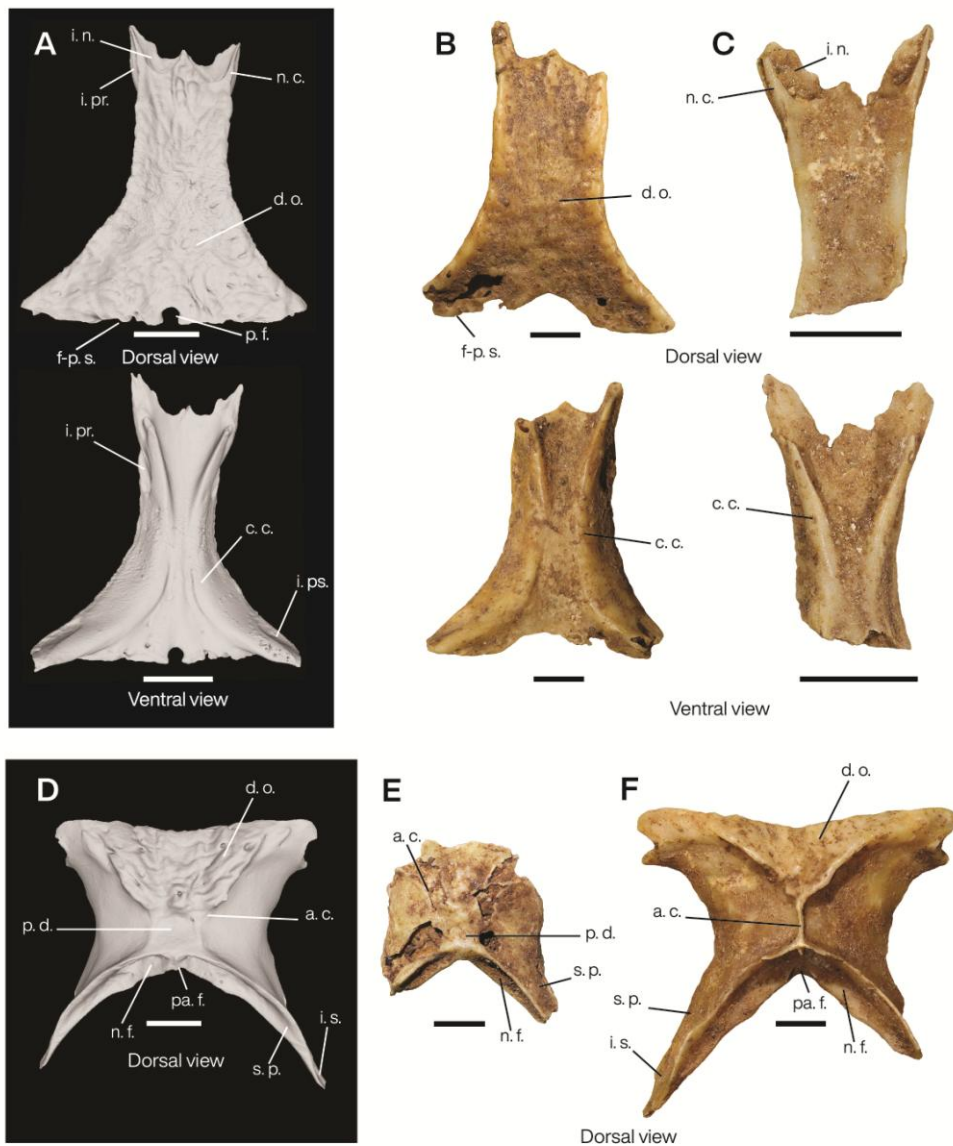 A
B
C
i. n.
i. pr.
n. c.
d. o.
p. f.
f-p. s.
Dorsal view
d. o.
f-p. s.
i. n.
n. c.
Dorsal view
i. pr.
c. c.
i. ps.
Ventral view
c. c.
c. c.
Ventral view
D
d. o.
p. d.
a. c.
n. f.
pa. f.
i. s.
s. p.
Dorsal view
E
a. c.
p. d.
s. p.
n. f.
F
d. o.
a. c.
s. p.
pa. f.
n. f.
i. s.
Dorsal view